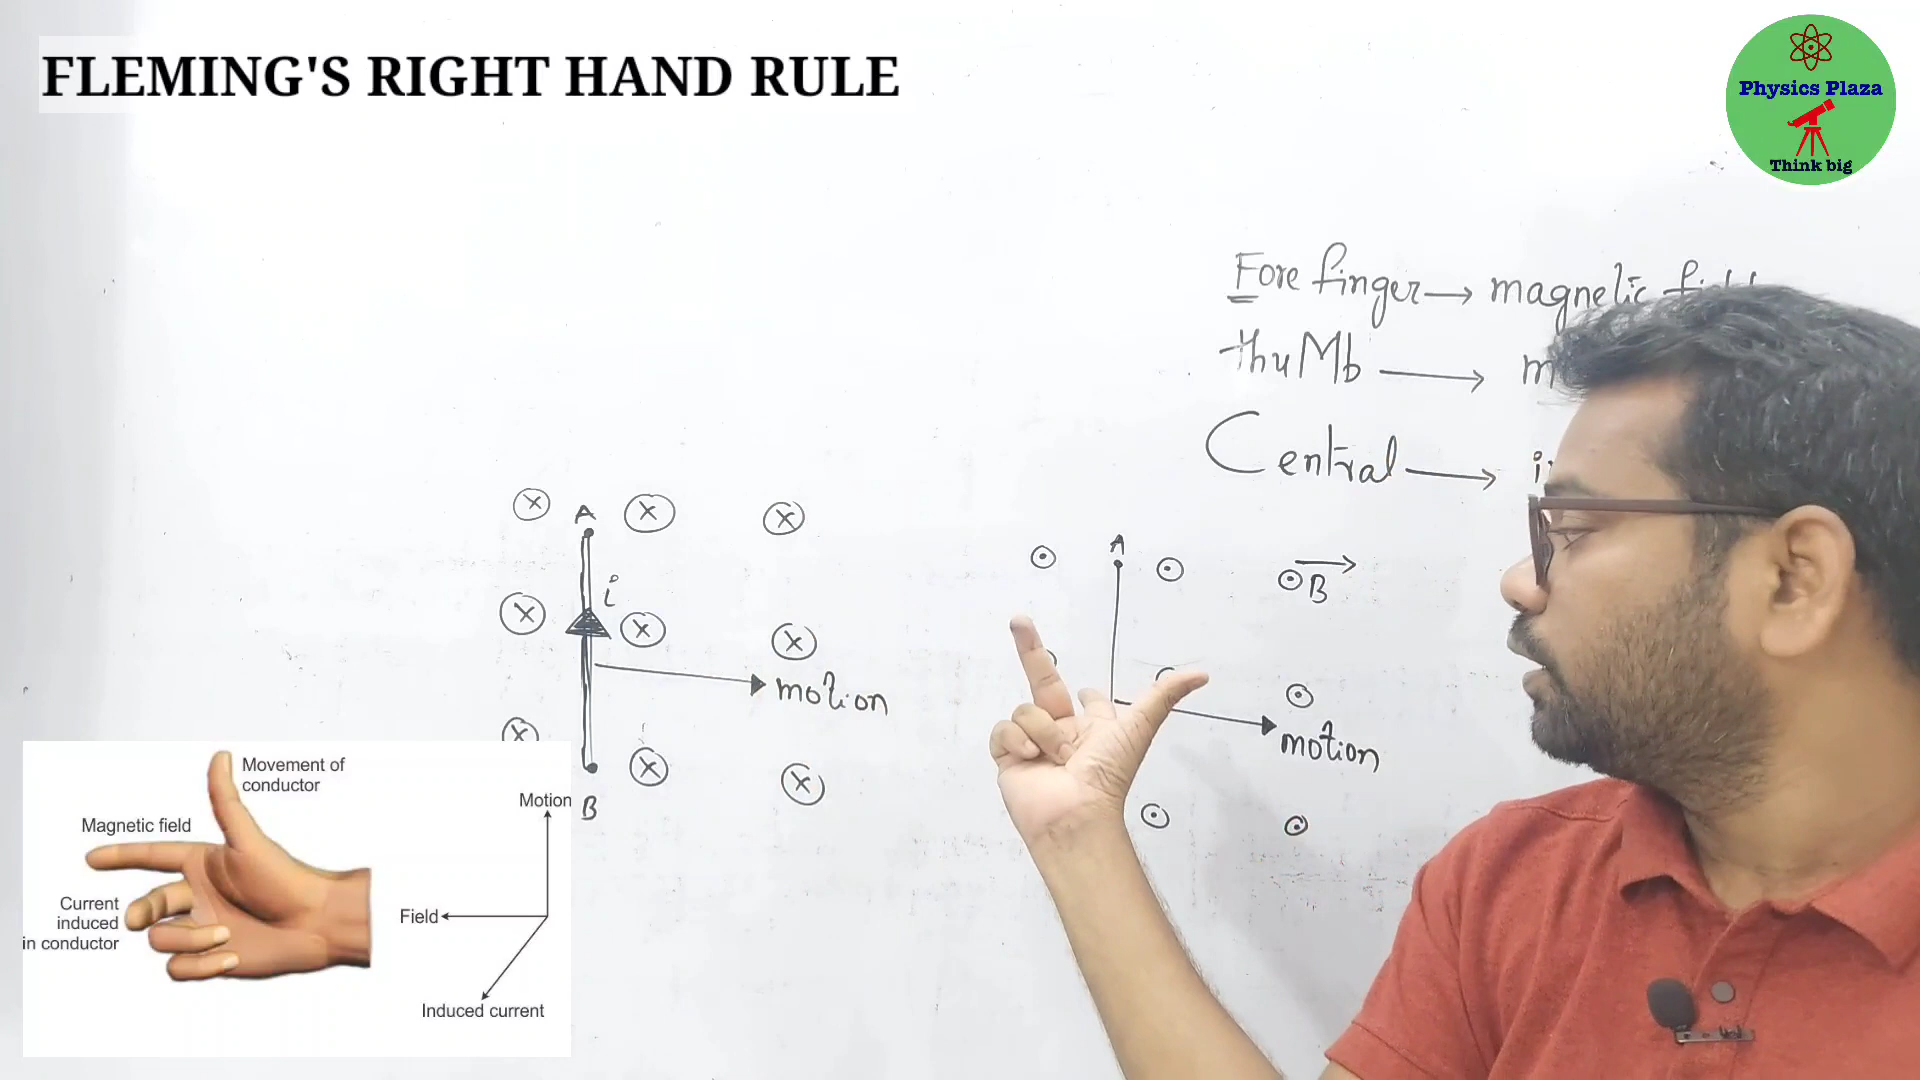 FLEMING'S RIGHT HAND RULE
Physics Plaza
Think big
Fore finger → magnetic
thuMb →
Central →
A
i
motion
B
A
B
motion
Movement of
conductor
Magnetic field
Current
induced
in conductor
Motion
Field
Induced current